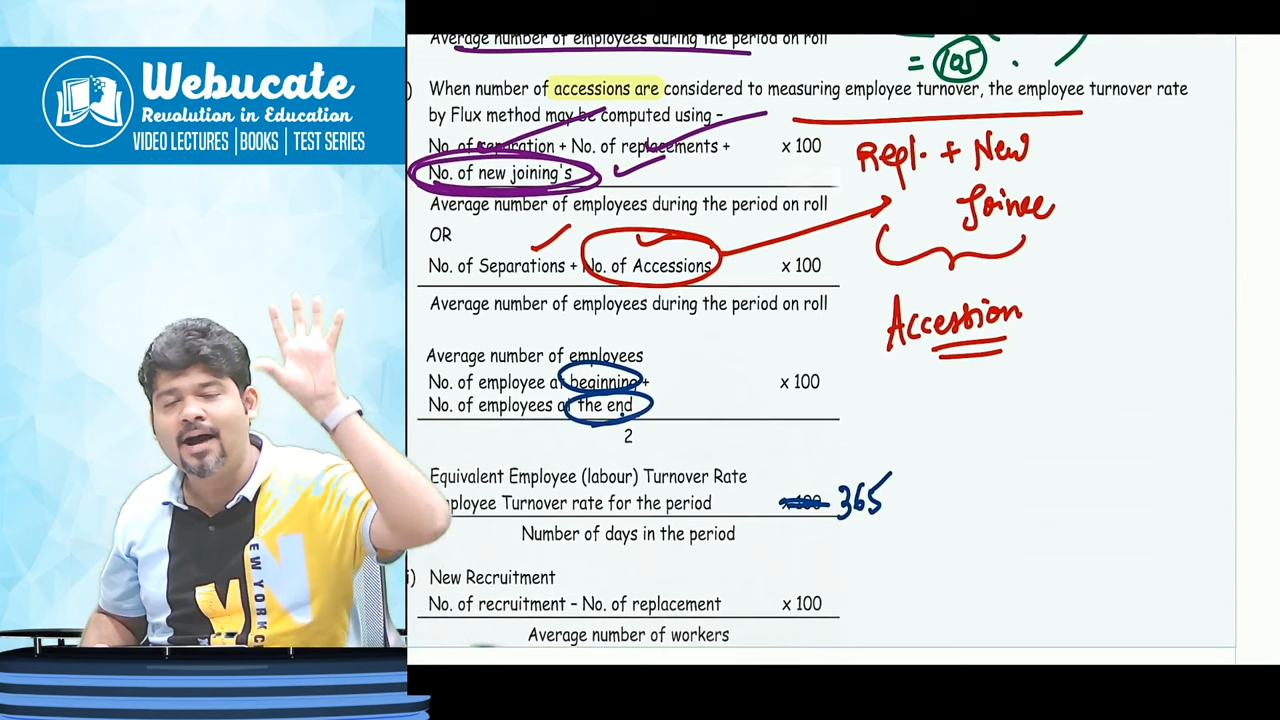 Webucate
Revolution in Education
VIDEO LECTURES | BOOKS | TEST SERIES
Average number of employees during the period on roll
= 105
) When number of accessions are considered to measuring employee turnover, the employee turnover rate
by Flux method may be computed using –
No. of separation + No. of replacements + x 100
No. of new joining's
Average number of employees during the period on roll
OR
No. of Separations + No. of Accessions x 100
Average number of employees during the period on roll
Repl. + New
Joinee
Accession
Average number of employees
No. of employee at beginning + x 100
No. of employees at the end
2
Equivalent Employee (labour) Turnover Rate
mployee Turnover rate for the period x 100 365
Number of days in the period
i) New Recruitment
No. of recruitment – No. of replacement x 100
Average number of workers
NEW YORK C